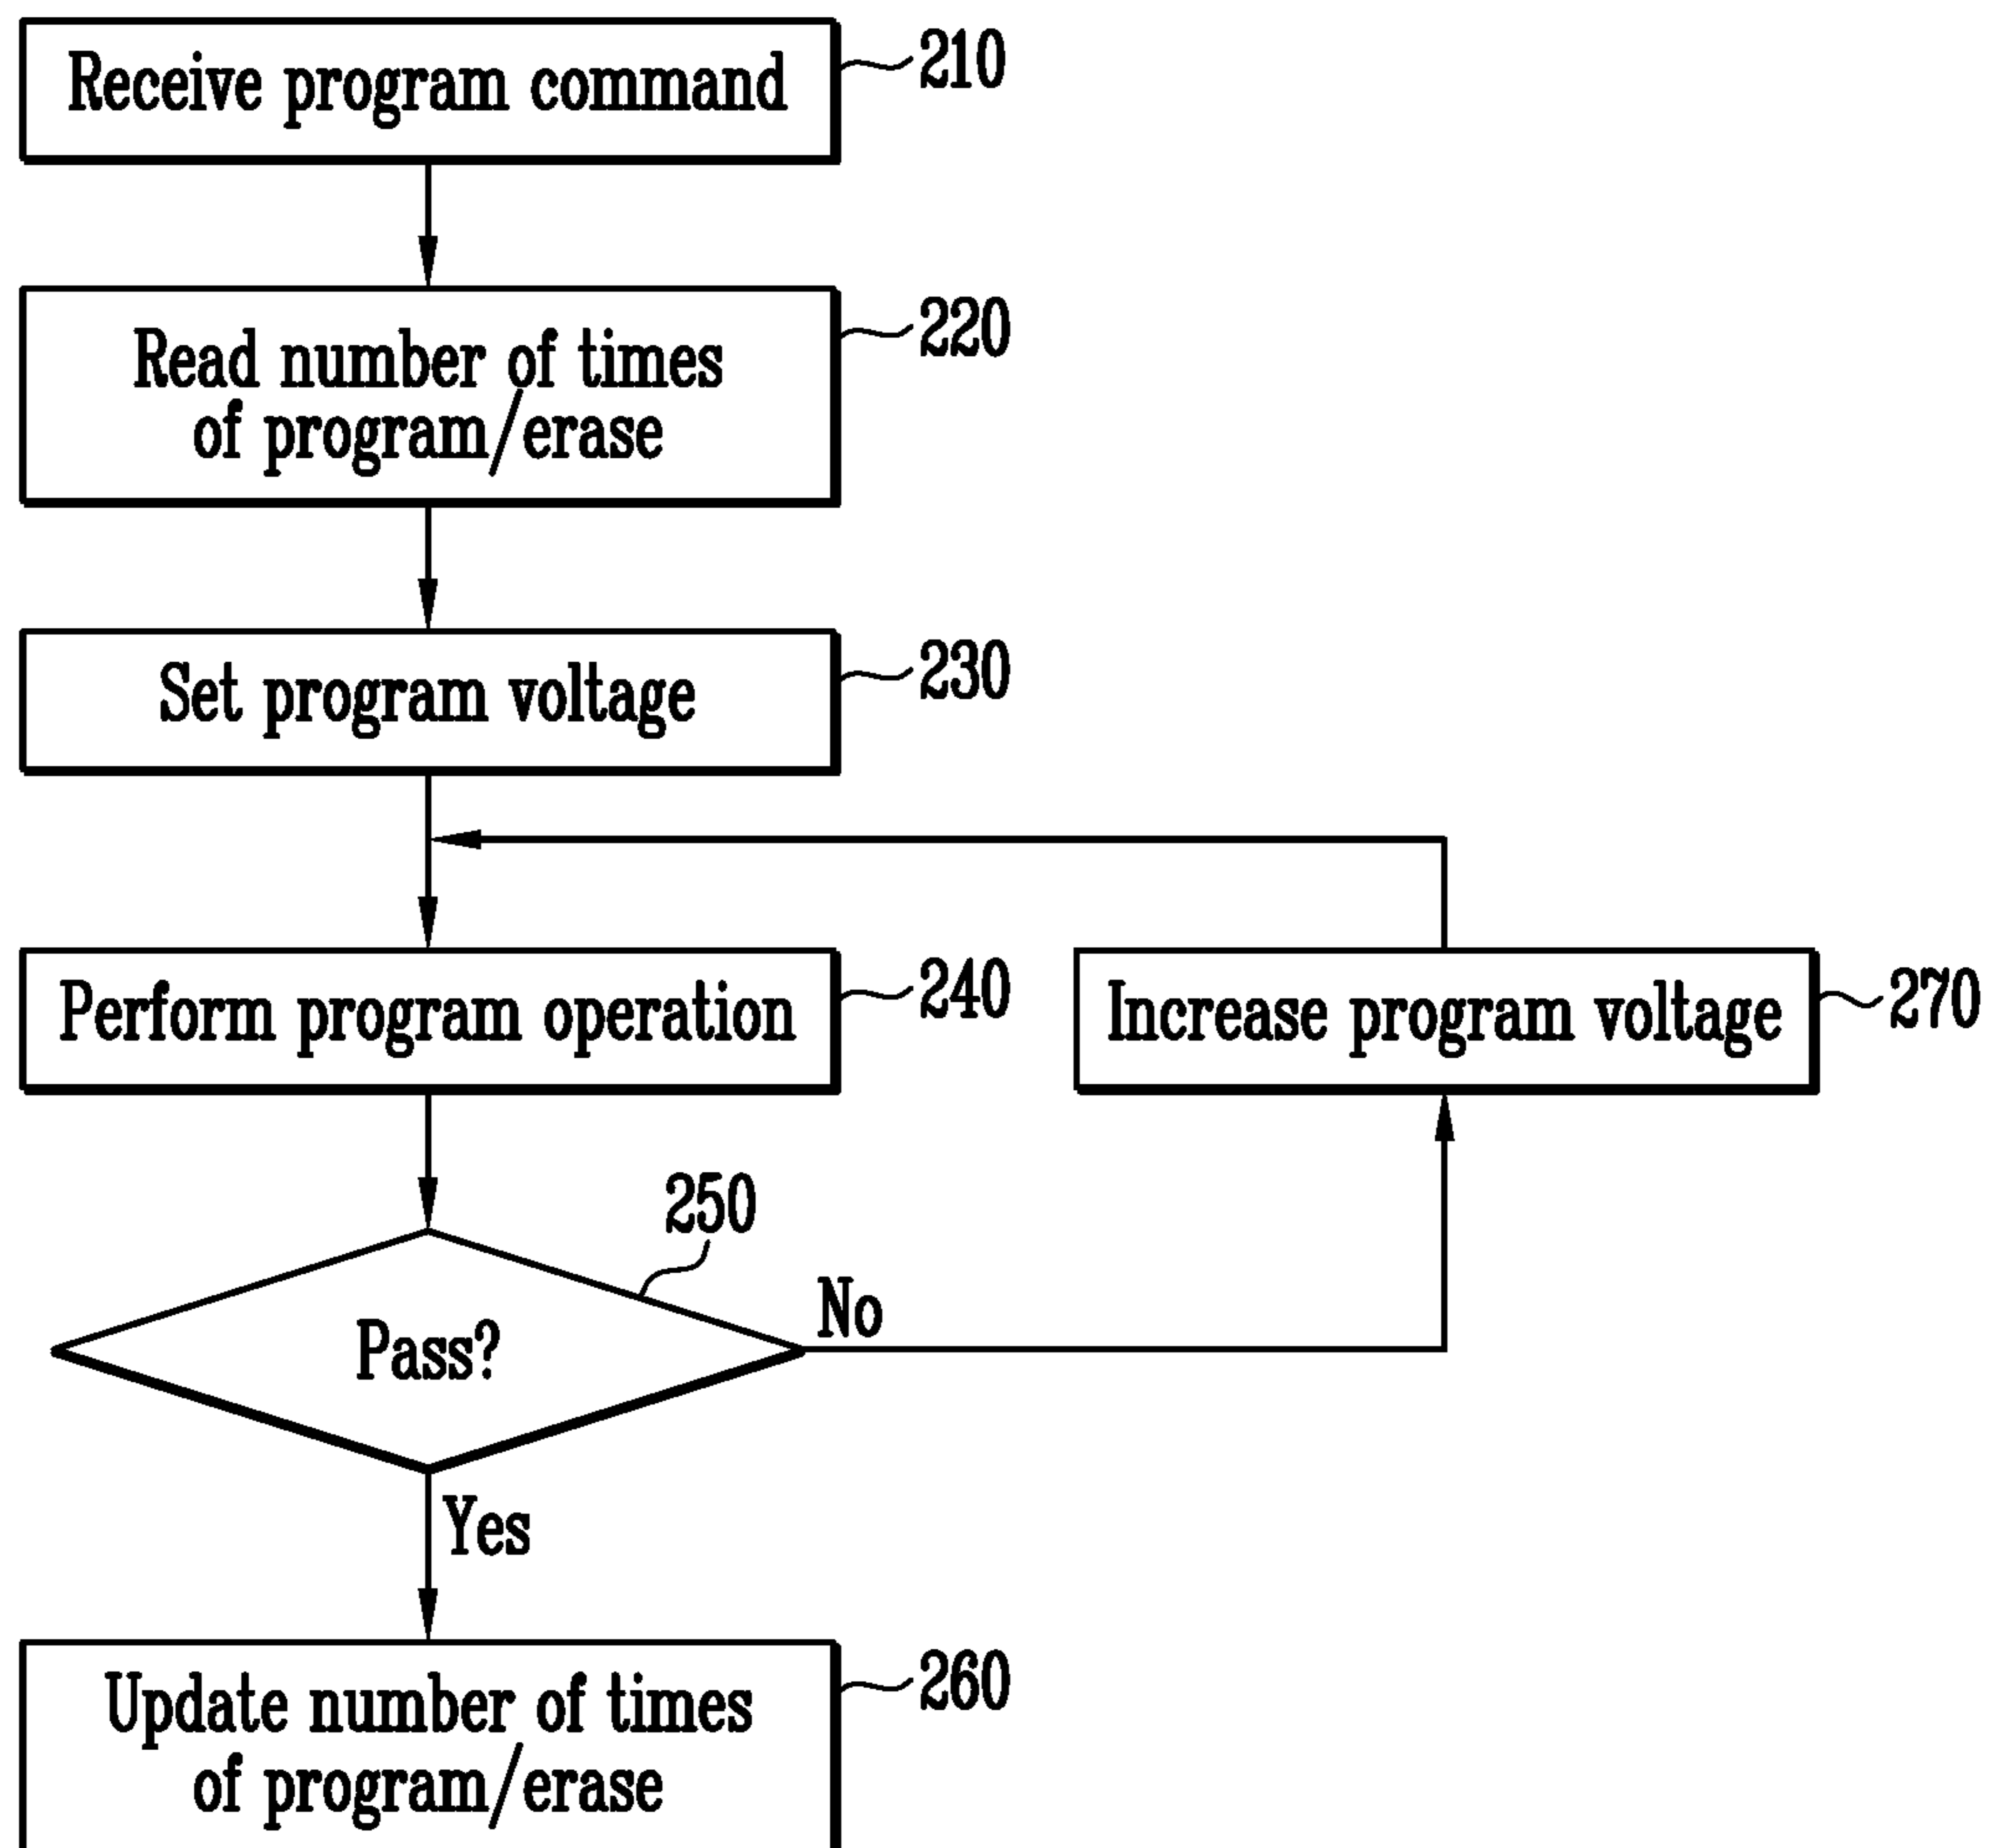 Receive program command
210
Read number of times
of program/erase
220
Set program voltage
230
Perform program operation
240
Increase program voltage
270
250
Pass?
No
Yes
Update number of times
of program/erase
260